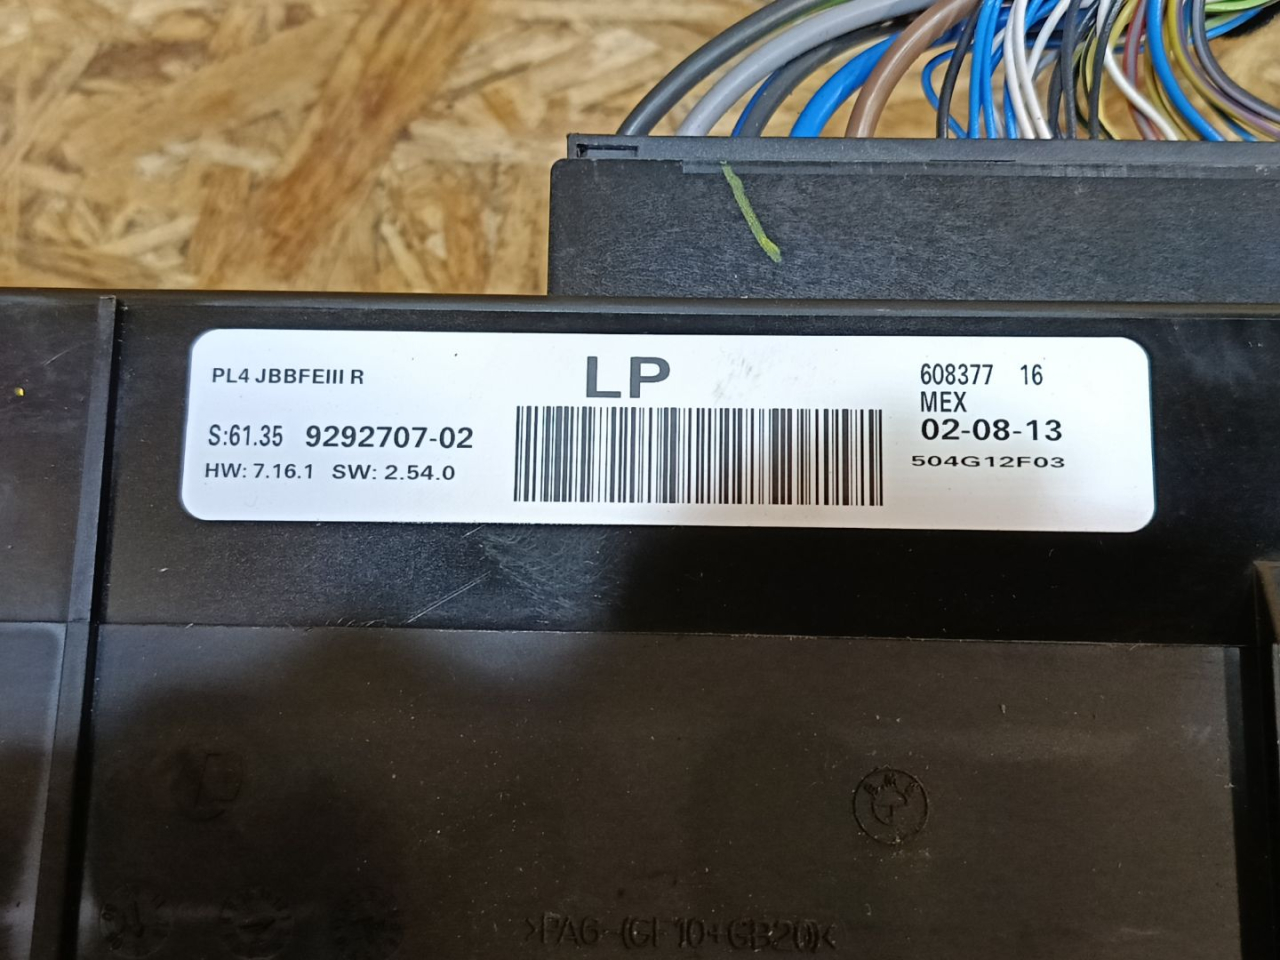 PL4 JBBFEIII R
LP
608377 16
MEX
S:61.35 9292707-02
02-08-13
HW: 7.16.1 SW: 2.54.0
504G12F03
BMB
>PA6-(GF10+GB20)<